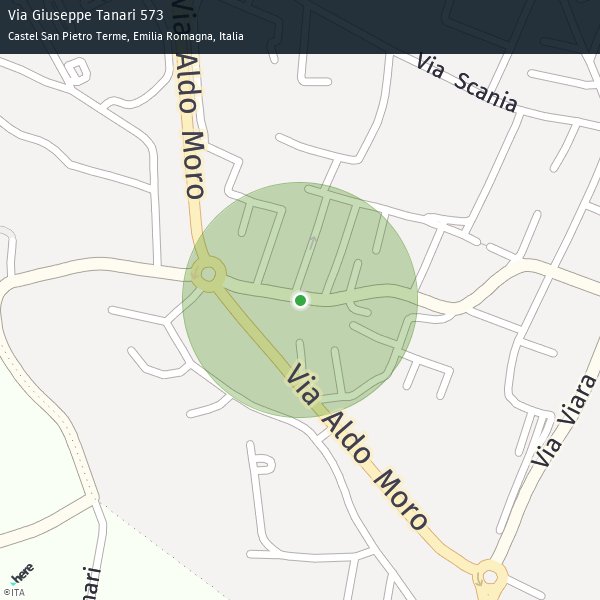 Via Giuseppe Tanari 573
Castel San Pietro Terme, Emilia Romagna, Italia
Via Aldo Moro
Via Scania
Via Aldo Moro
Via Viara
nari
here
©ITA